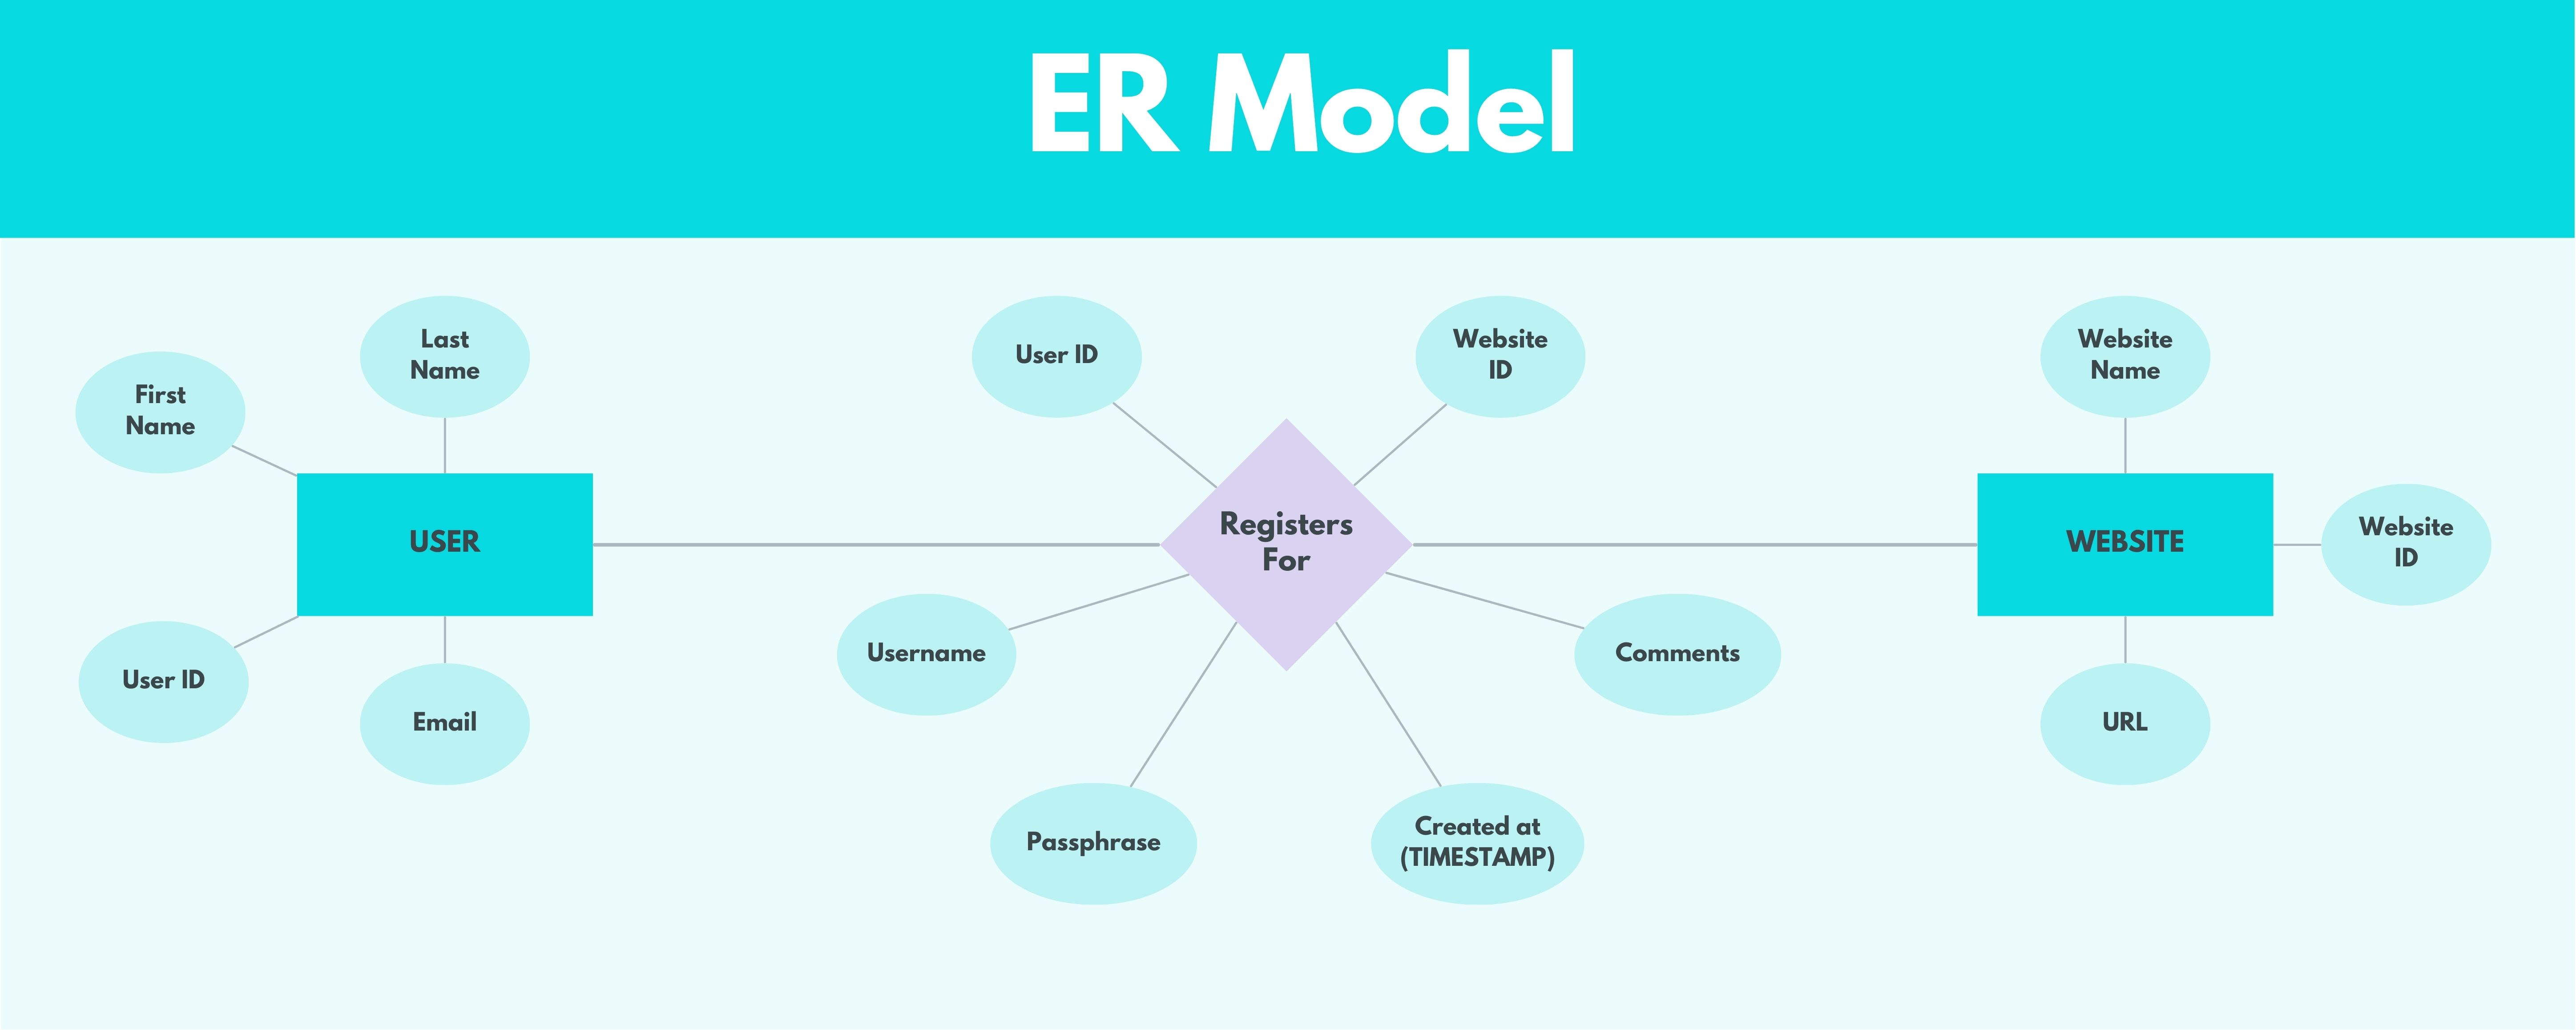 ER Model
Last
Name
First
Name
USER
User ID
Email
User ID
Website
ID
Registers
For
Username
Comments
Passphrase
Created at
(TIMESTAMP)
Website
Name
WEBSITE
Website
ID
URL